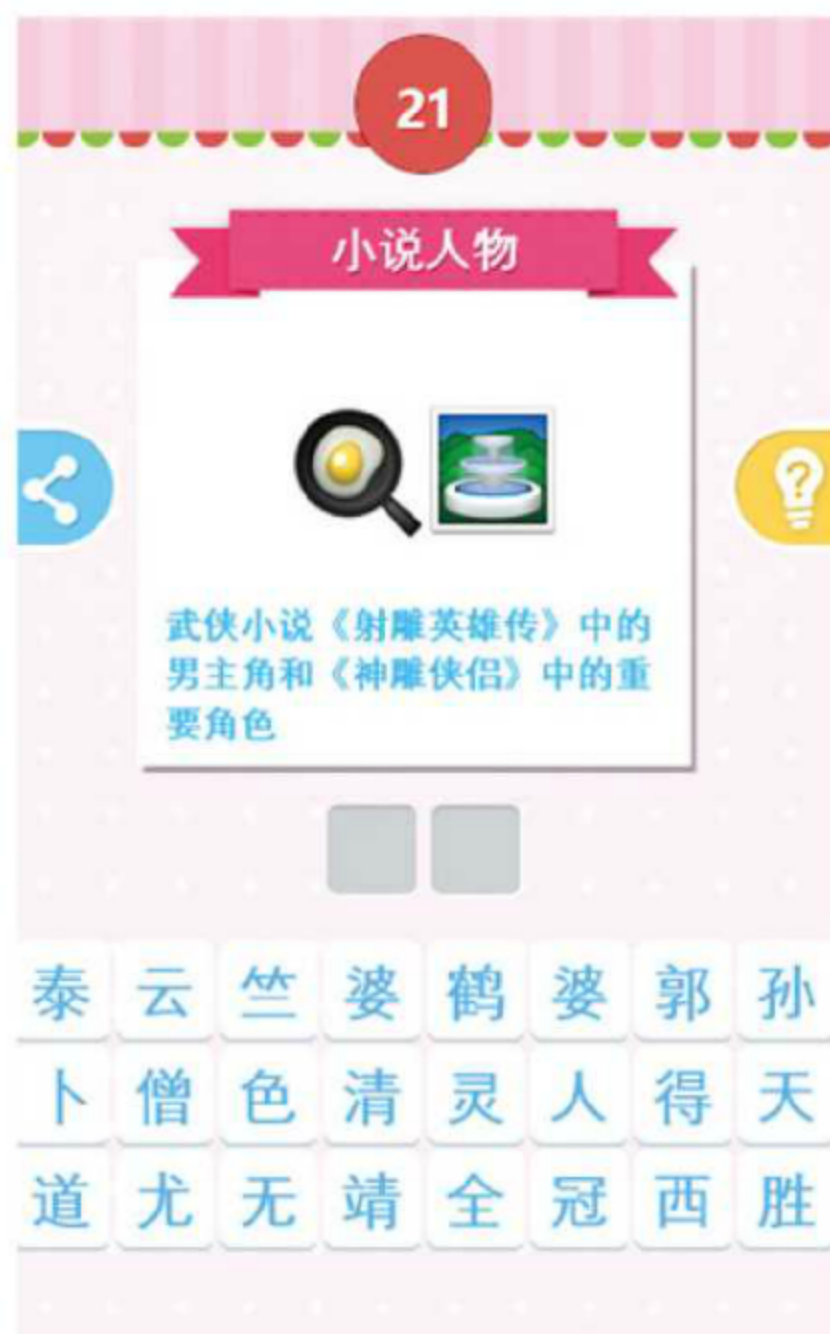 21
小说人物
?
武侠小说《射雕英雄传》中的
男主角和《神雕侠侣》中的重
要角色
泰 云 竺 婆 鹤 婆 郭 孙
卜 僧 色 清 灵 人 得 天
道 尤 无 靖 全 冠 西 胜